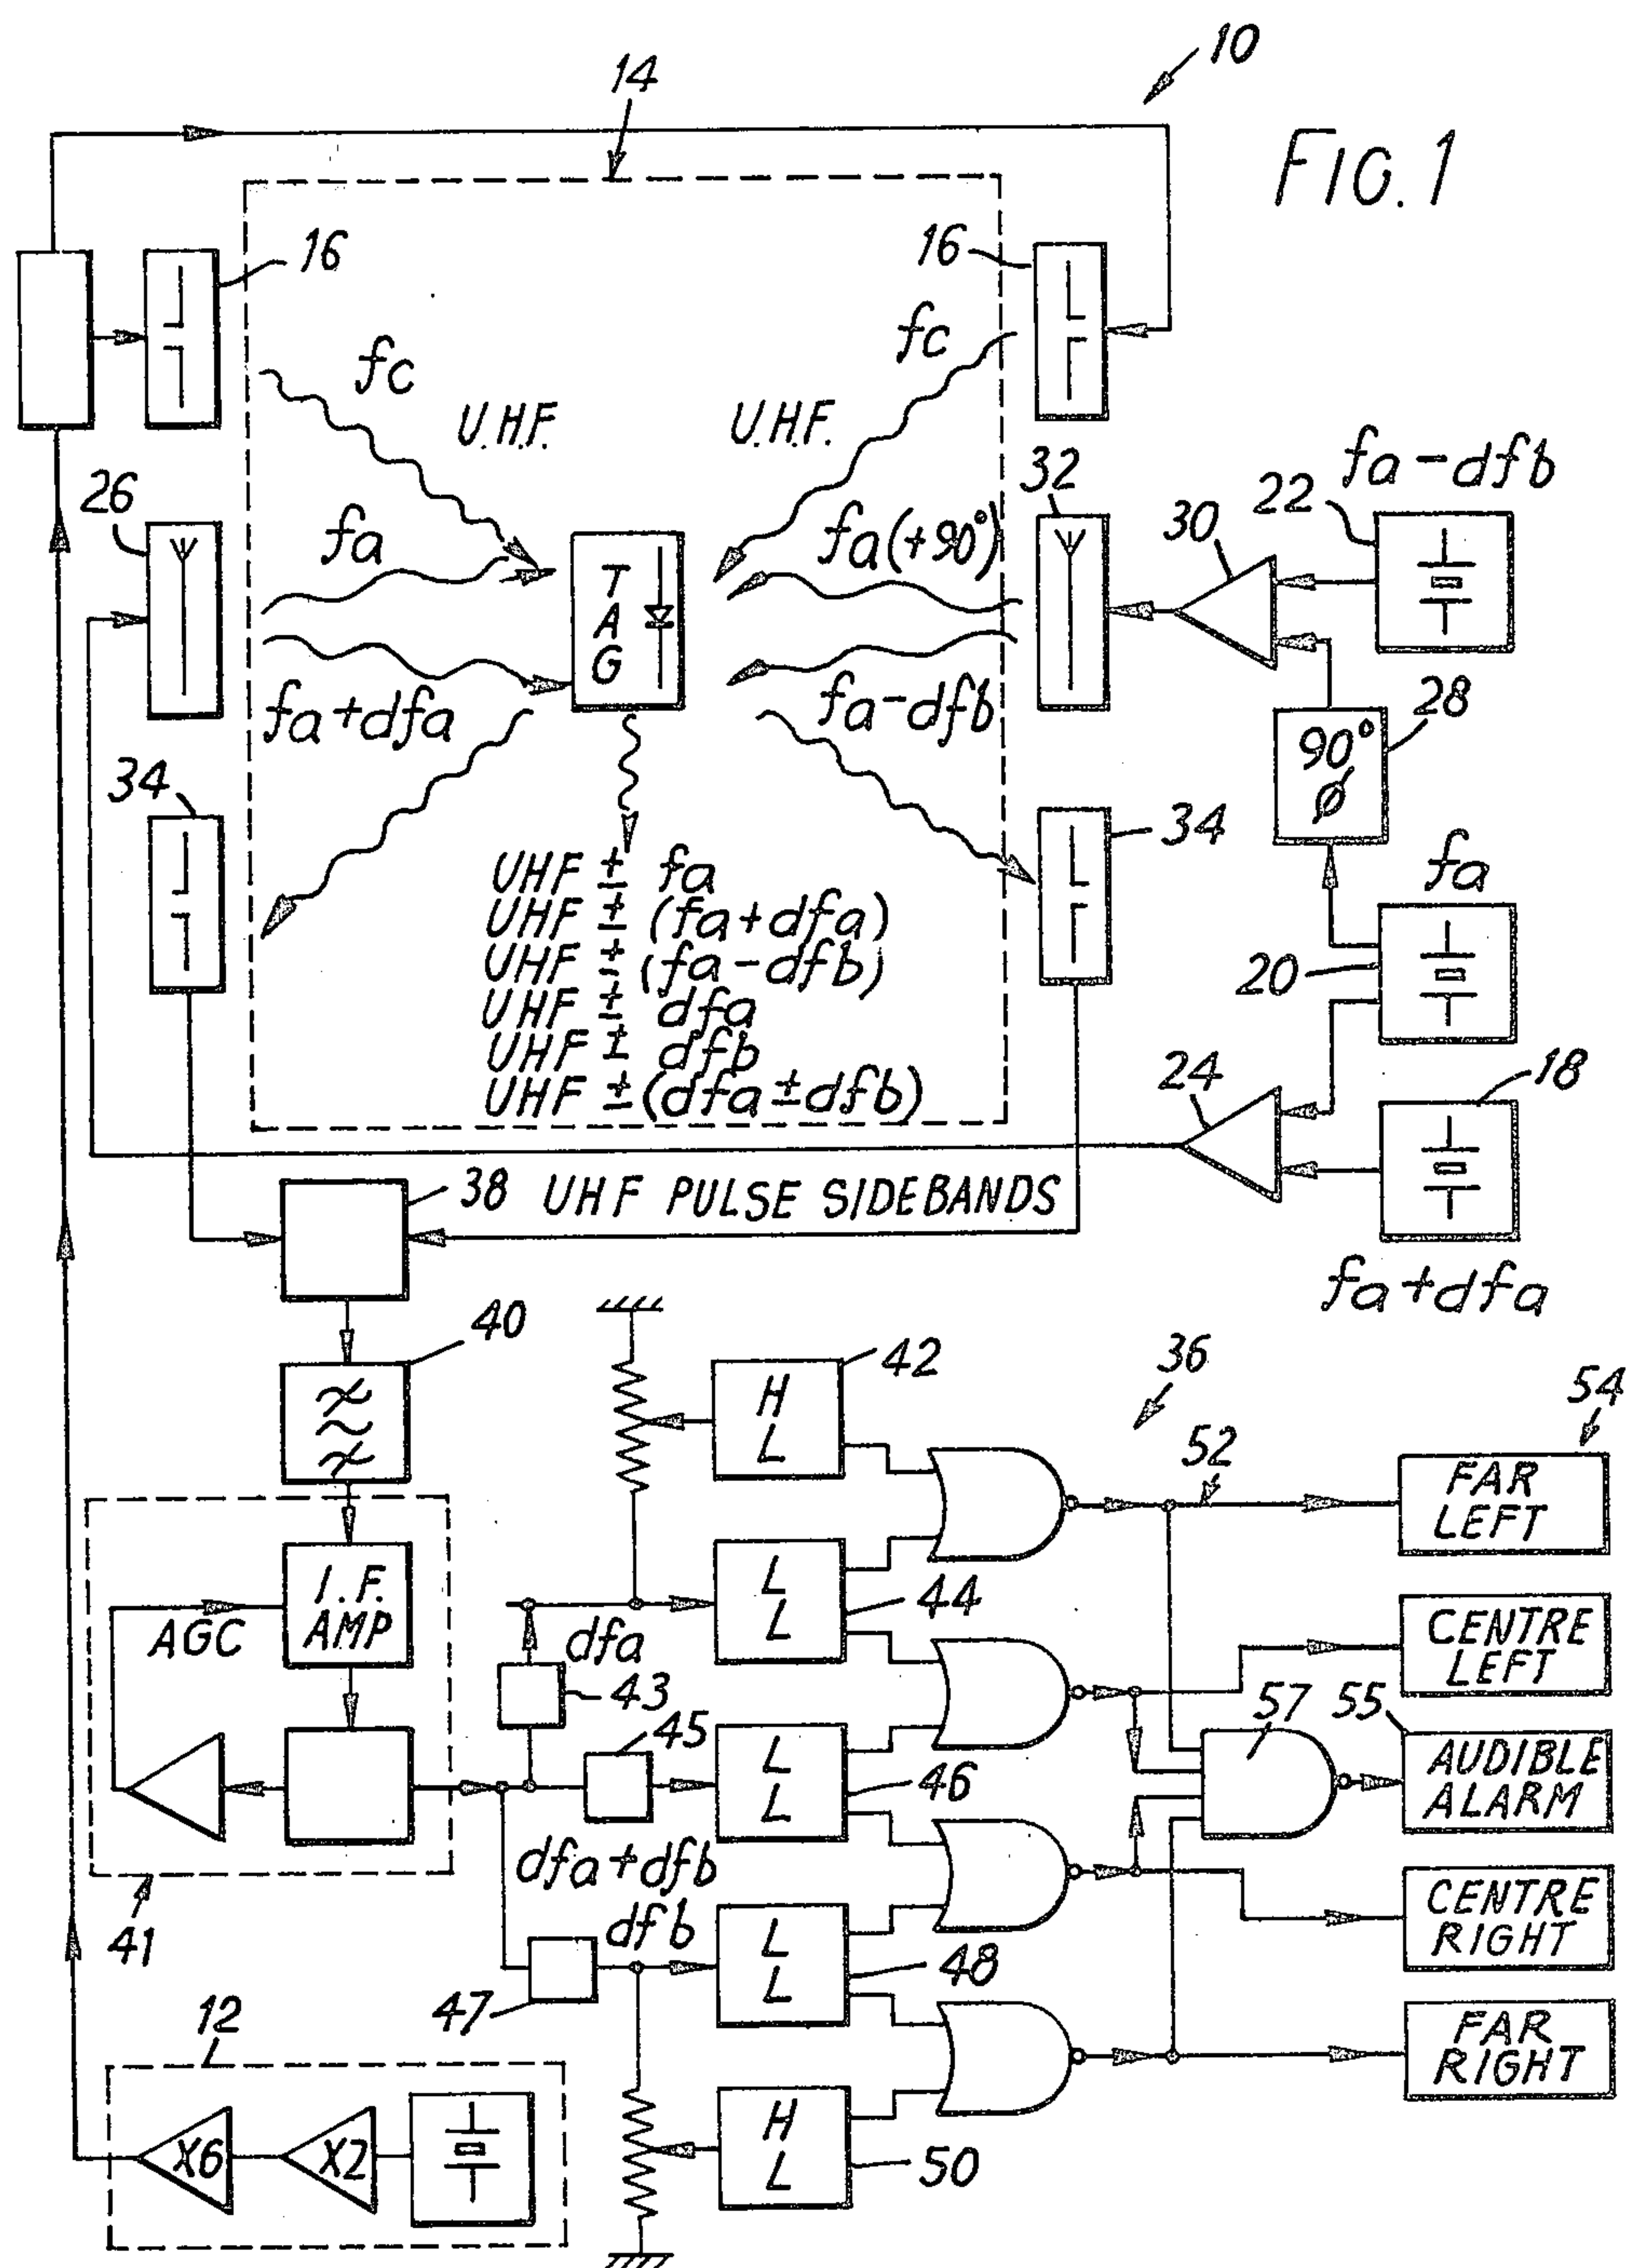 10
14
FIG. 1
16
16
fc
fc
U.H.F.
U.H.F.
26
32
fa-dfb
22
30
fa
fa(+90°)
T
A
G
fa+dfa
fa-dfb
28
90°
ϕ
34
34
fa
UHF ± fa
UHF ± (fa+dfa)
UHF ± (fa-dfb)
UHF ± dfa
UHF ± dfb
UHF ±(dfa±dfb)
20
24
18
38
UHF PULSE SIDEBANDS
fa+dfa
40
42
36
54
H
L
52
FAR
LEFT
I.F.
AMP
AGC
L
L
44
dfa
43
CENTRE
LEFT
57
55
45
L
L
46
AUDIBLE
ALARM
dfa+dfb
dfb
41
L
L
48
CENTRE
RIGHT
47
12
FAR
RIGHT
X6
X2
H
L
50